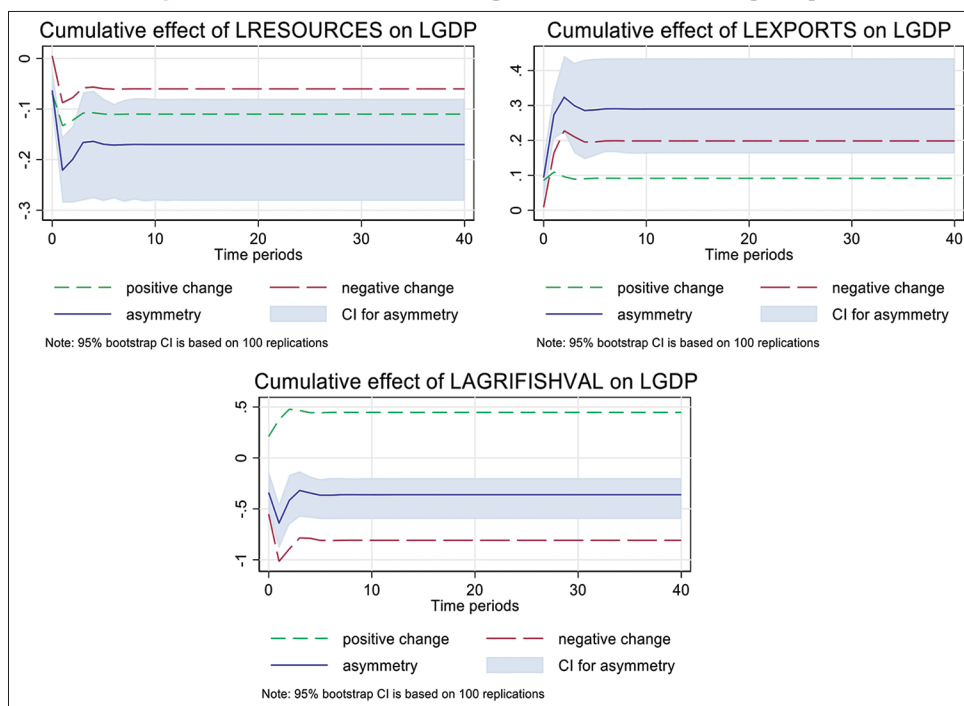 Cumulative effect of LRESOURCES on LGDP
0
-.1
-.2
-.3
0 10 20 30 40
Time periods
positive change negative change
asymmetry CI for asymmetry
Note: 95% bootstrap CI is based on 100 replications
Cumulative effect of LEXPORTS on LGDP
.4
.3
.2
.1
0
0 10 20 30 40
Time periods
positive change negative change
asymmetry CI for asymmetry
Note: 95% bootstrap CI is based on 100 replications
Cumulative effect of LAGRIFISHVAL on LGDP
.5
0
-.5
-1
0 10 20 30 40
Time periods
positive change negative change
asymmetry CI for asymmetry
Note: 95% bootstrap CI is based on 100 replications